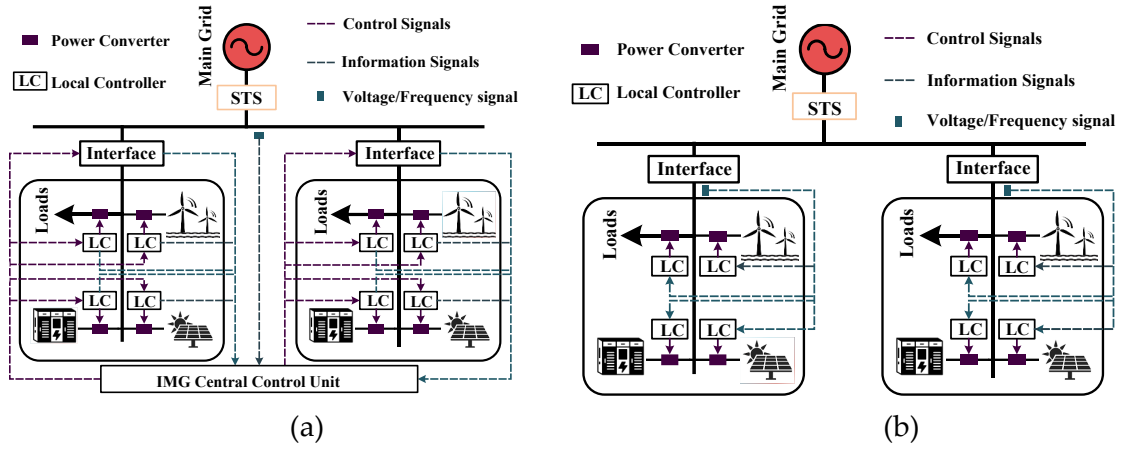 Power Converter
LC Local Controller
Main Grid
STS
Control Signals
Information Signals
Voltage/Frequency signal
Interface
Interface
Loads
LC
LC
LC
LC
Loads
LC
LC
LC
LC
IMG Central Control Unit
(a)
Power Converter
LC Local Controller
Main Grid
STS
Control Signals
Information Signals
Voltage/Frequency signal
Interface
Interface
Loads
LC
LC
LC
LC
Loads
LC
LC
LC
LC
(b)